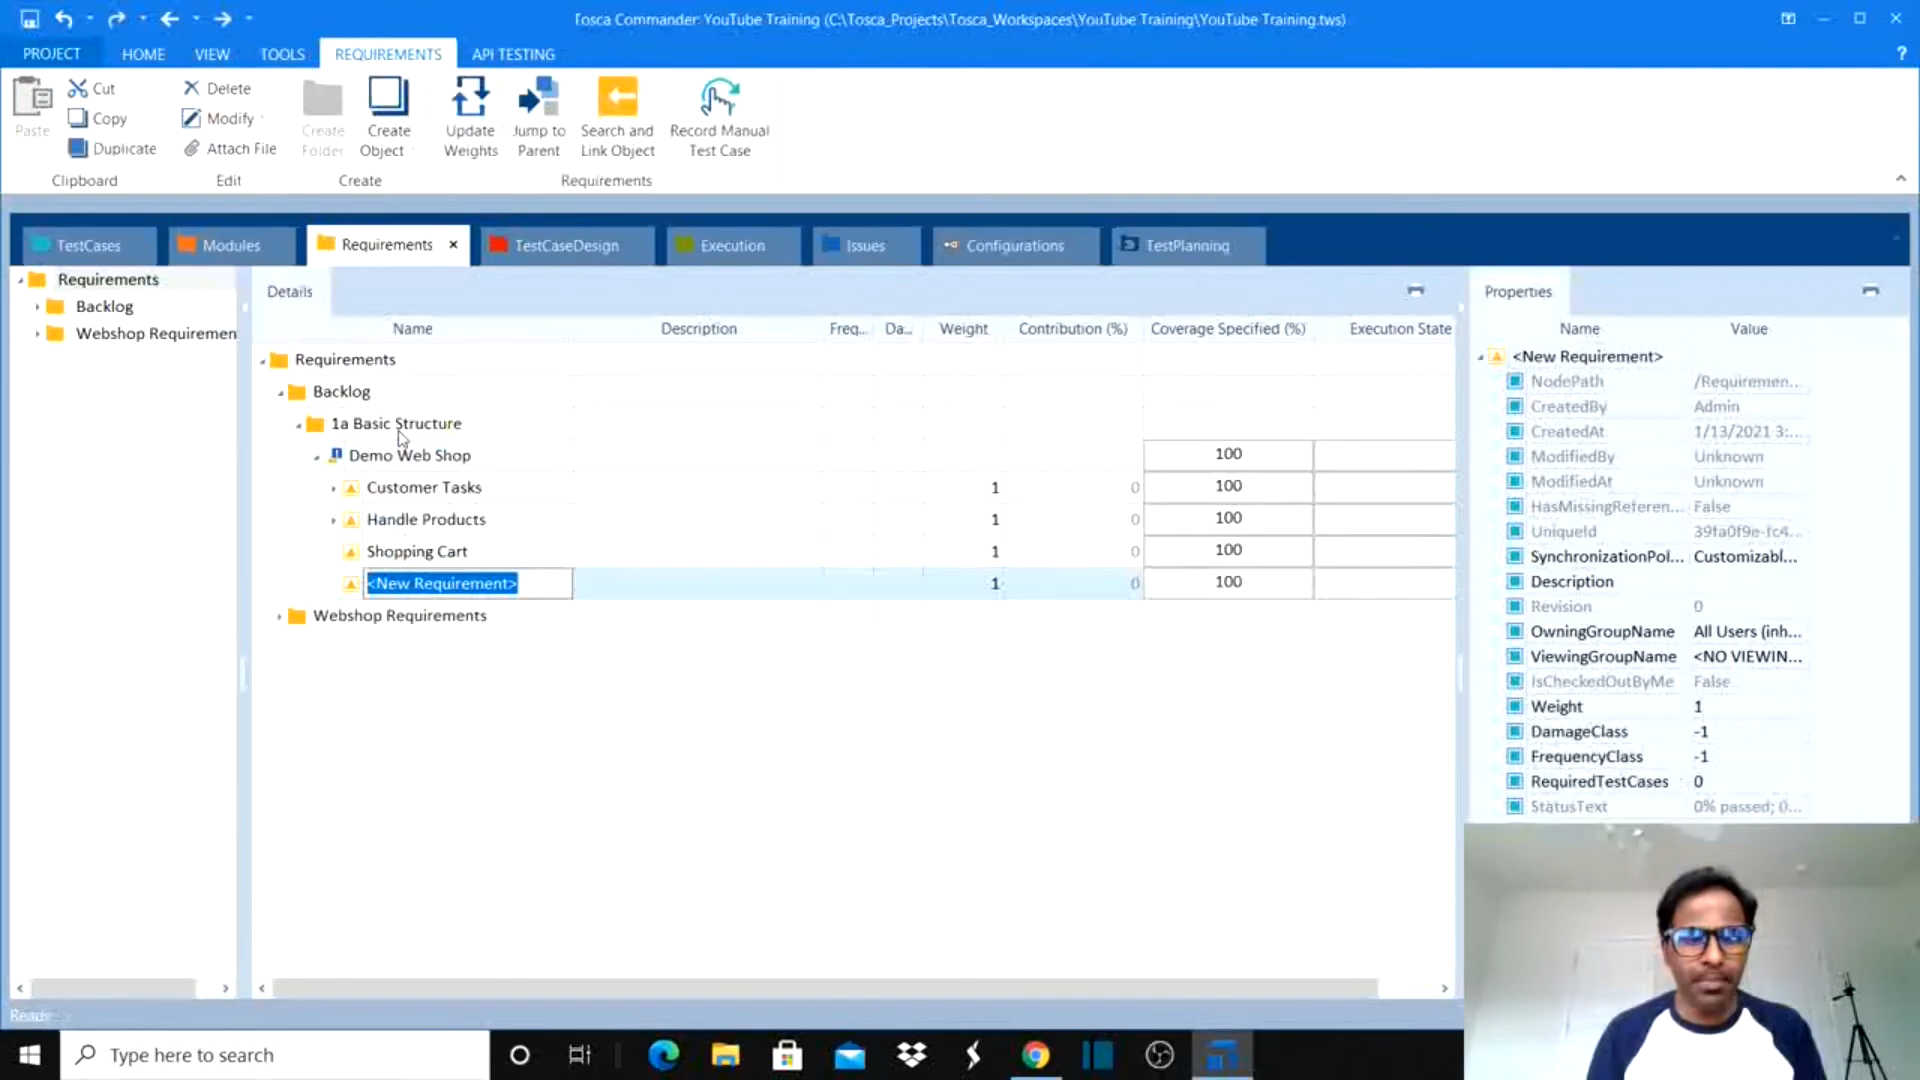 Tosca Commander: YouTube Training (C:\Tosca_Projects\Tosca_Workspaces\YouTube Training\YouTube Training.tws)
PROJECT HOME VIEW TOOLS REQUIREMENTS API TESTING ?
Paste
Cut
Copy
Duplicate
Delete
Modify
Attach File
Create Folder
Create Object
Update Weights
Jump to Parent
Search and Link Object
Record Manual Test Case
Clipboard Edit Create Requirements
TestCases Modules Requirements × TestCaseDesign Execution Issues Configurations TestPlanning
Requirements
Backlog
Webshop Requiremen
Details
Name Description Freq... Da... Weight Contribution (%) Coverage Specified (%) Execution State
Requirements
Backlog
1a Basic Structure
Demo Web Shop 100
Customer Tasks 1 0 100
Handle Products 1 0 100
Shopping Cart 1 0 100
<New Requirement> 1 0 100
Webshop Requirements
Properties
Name Value
<New Requirement>
NodePath /Requiremen...
CreatedBy Admin
CreatedAt 1/13/2021 3:...
ModifiedBy Unknown
ModifiedAt Unknown
HasMissingReferen... False
UniqueId 39fa0f9e-fc4...
SynchronizationPol... Customizabl...
Description
Revision 0
OwningGroupName All Users (inh...
ViewingGroupName <NO VIEWIN...
IsCheckedOutByMe False
Weight 1
DamageClass -1
FrequencyClass -1
RequiredTestCases 0
StatusText 0% passed; 0...
Ready
Type here to search